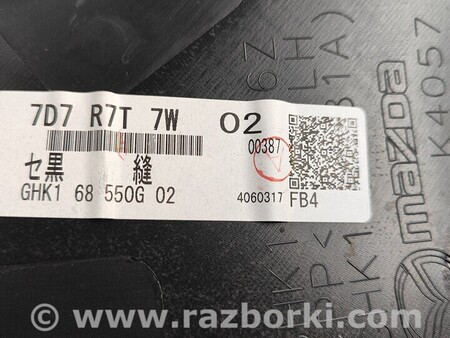 7D7 R7T 7W 02
00387
A
セ黒 縫
GHK1 68 550G 02
4060317 FB4
mazda
K4057
© www.razborki.com